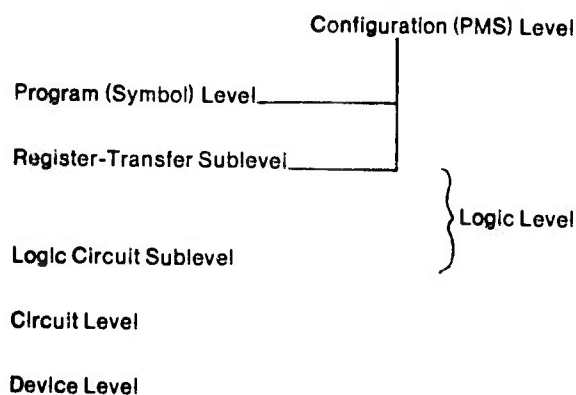 Configuration (PMS) Level
Program (Symbol) Level
Register-Transfer Sublevel
Logic Level
Logic Circuit Sublevel
Circuit Level
Device Level